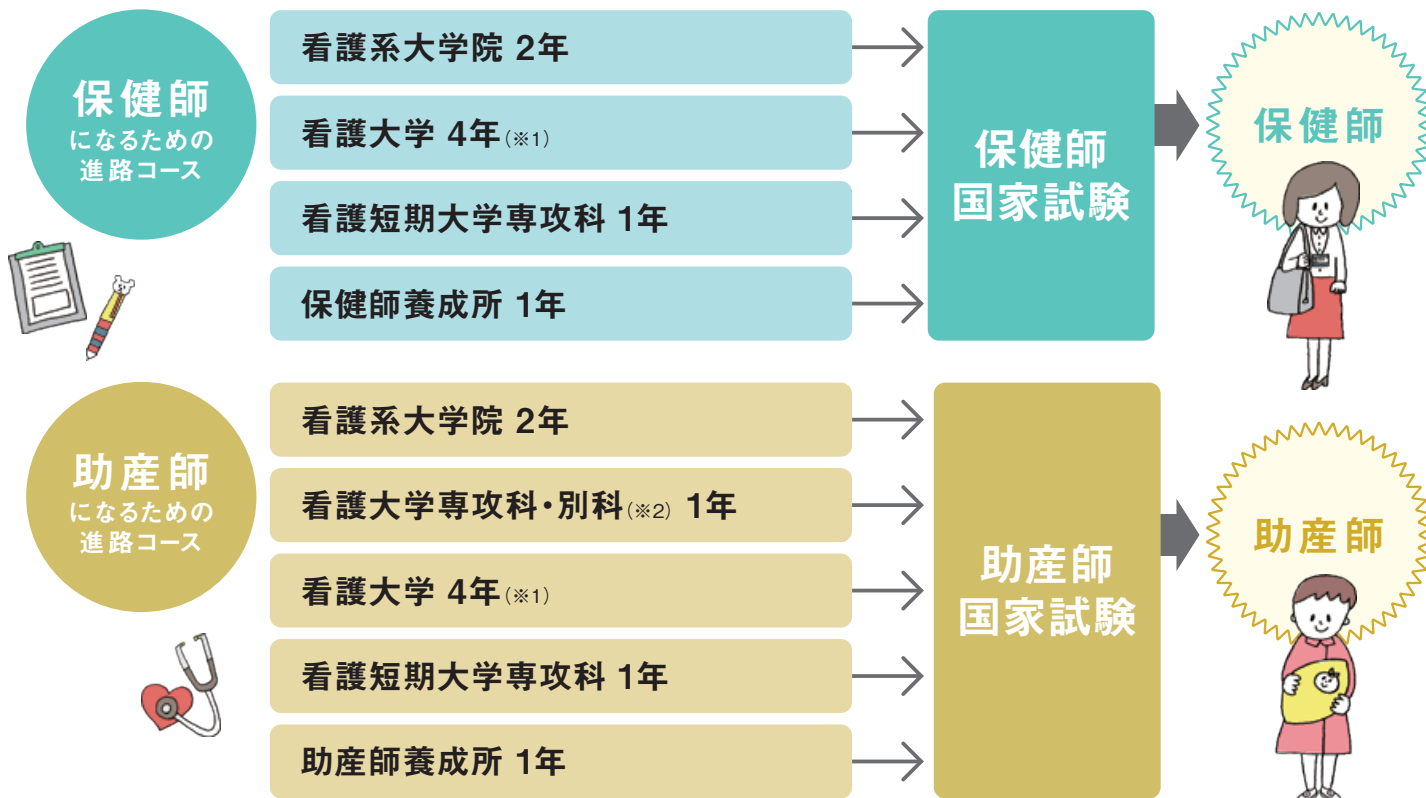 保健師
になるための
進路コース
看護系大学院 2年
看護大学 4年(※1)
看護短期大学専攻科 1年
保健師養成所 1年
保健師
国家試験
保健師
助産師
になるための
進路コース
看護系大学院 2年
看護大学専攻科・別科(※2) 1年
看護大学 4年(※1)
看護短期大学専攻科 1年
助産師養成所 1年
助産師
国家試験
助産師